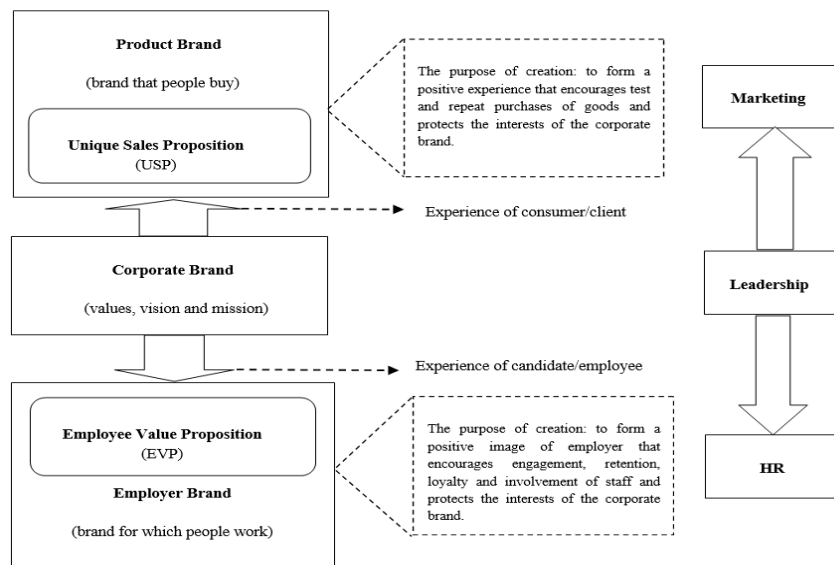 Product Brand
(brand that people buy)
Unique Sales Proposition
(USP)
The purpose of creation: to form a
positive experience that encourages test
and repeat purchases of goods and
protects the interests of the corporate
brand.
Marketing
Experience of consumer/client
Corporate Brand
(values, vision and mission)
Leadership
Experience of candidate/employee
Employee Value Proposition
(EVP)
Employer Brand
(brand for which people work)
The purpose of creation: to form a
positive image of employer that
encourages engagement, retention,
loyalty and involvement of staff and
protects the interests of the corporate
brand.
HR